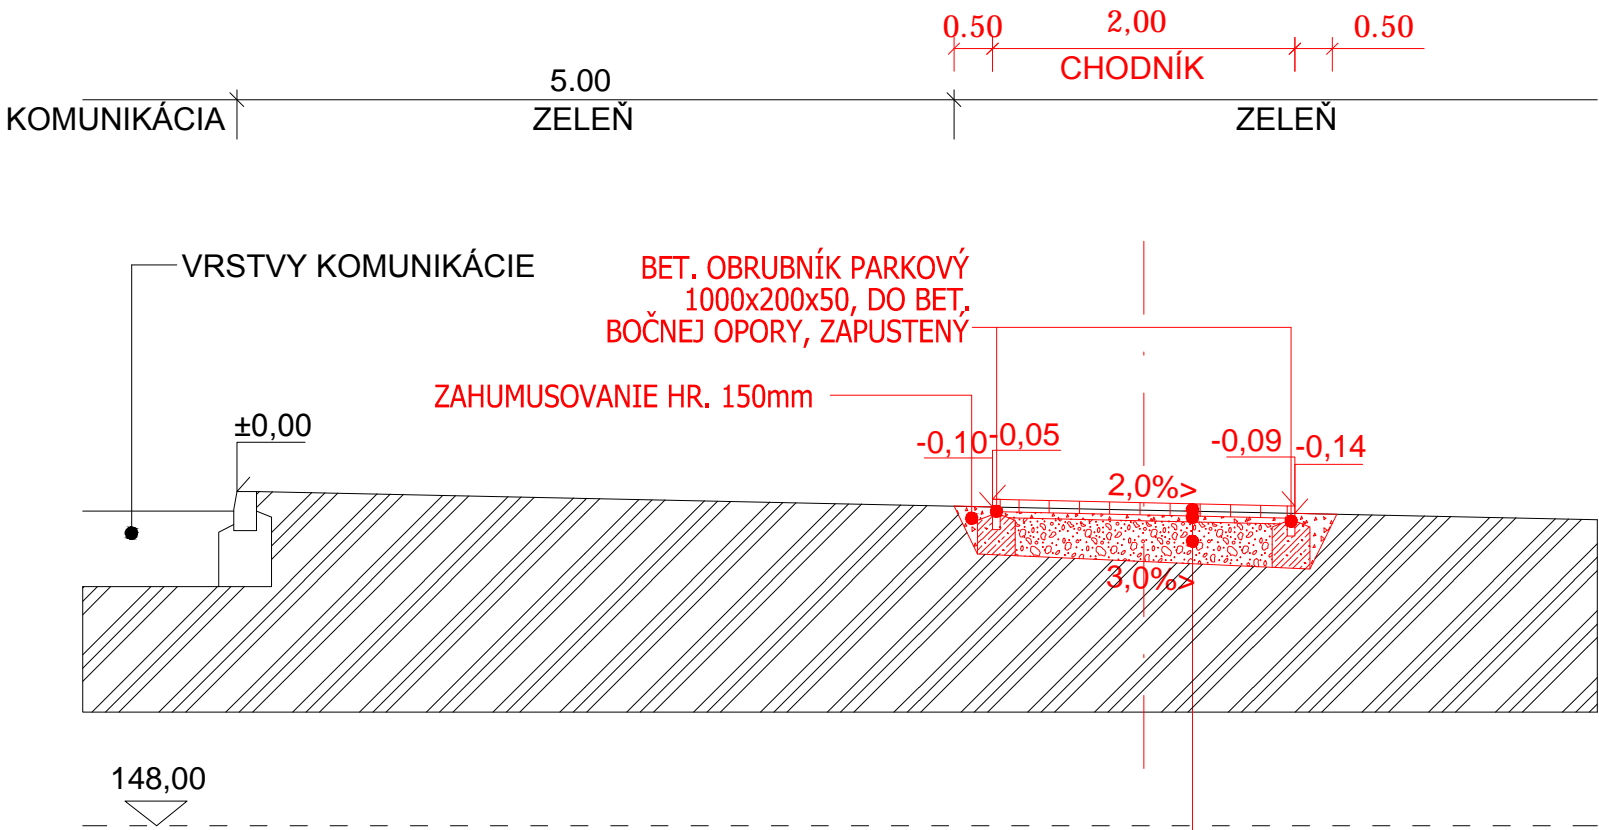 0.50
2,00
0.50
CHODNÍK
5.00
KOMUNIKÁCIA
ZELEŇ
ZELEŇ
VRSTVY KOMUNIKÁCIE
BET. OBRUBNÍK PARKOVÝ
1000x200x50, DO BET.
BOČNEJ OPORY, ZAPUSTENÝ
ZAHUMUSOVANIE HR. 150mm
±0,00
-0,10
-0,05
-0,09
-0,14
2,0%>
3,0%>
148,00